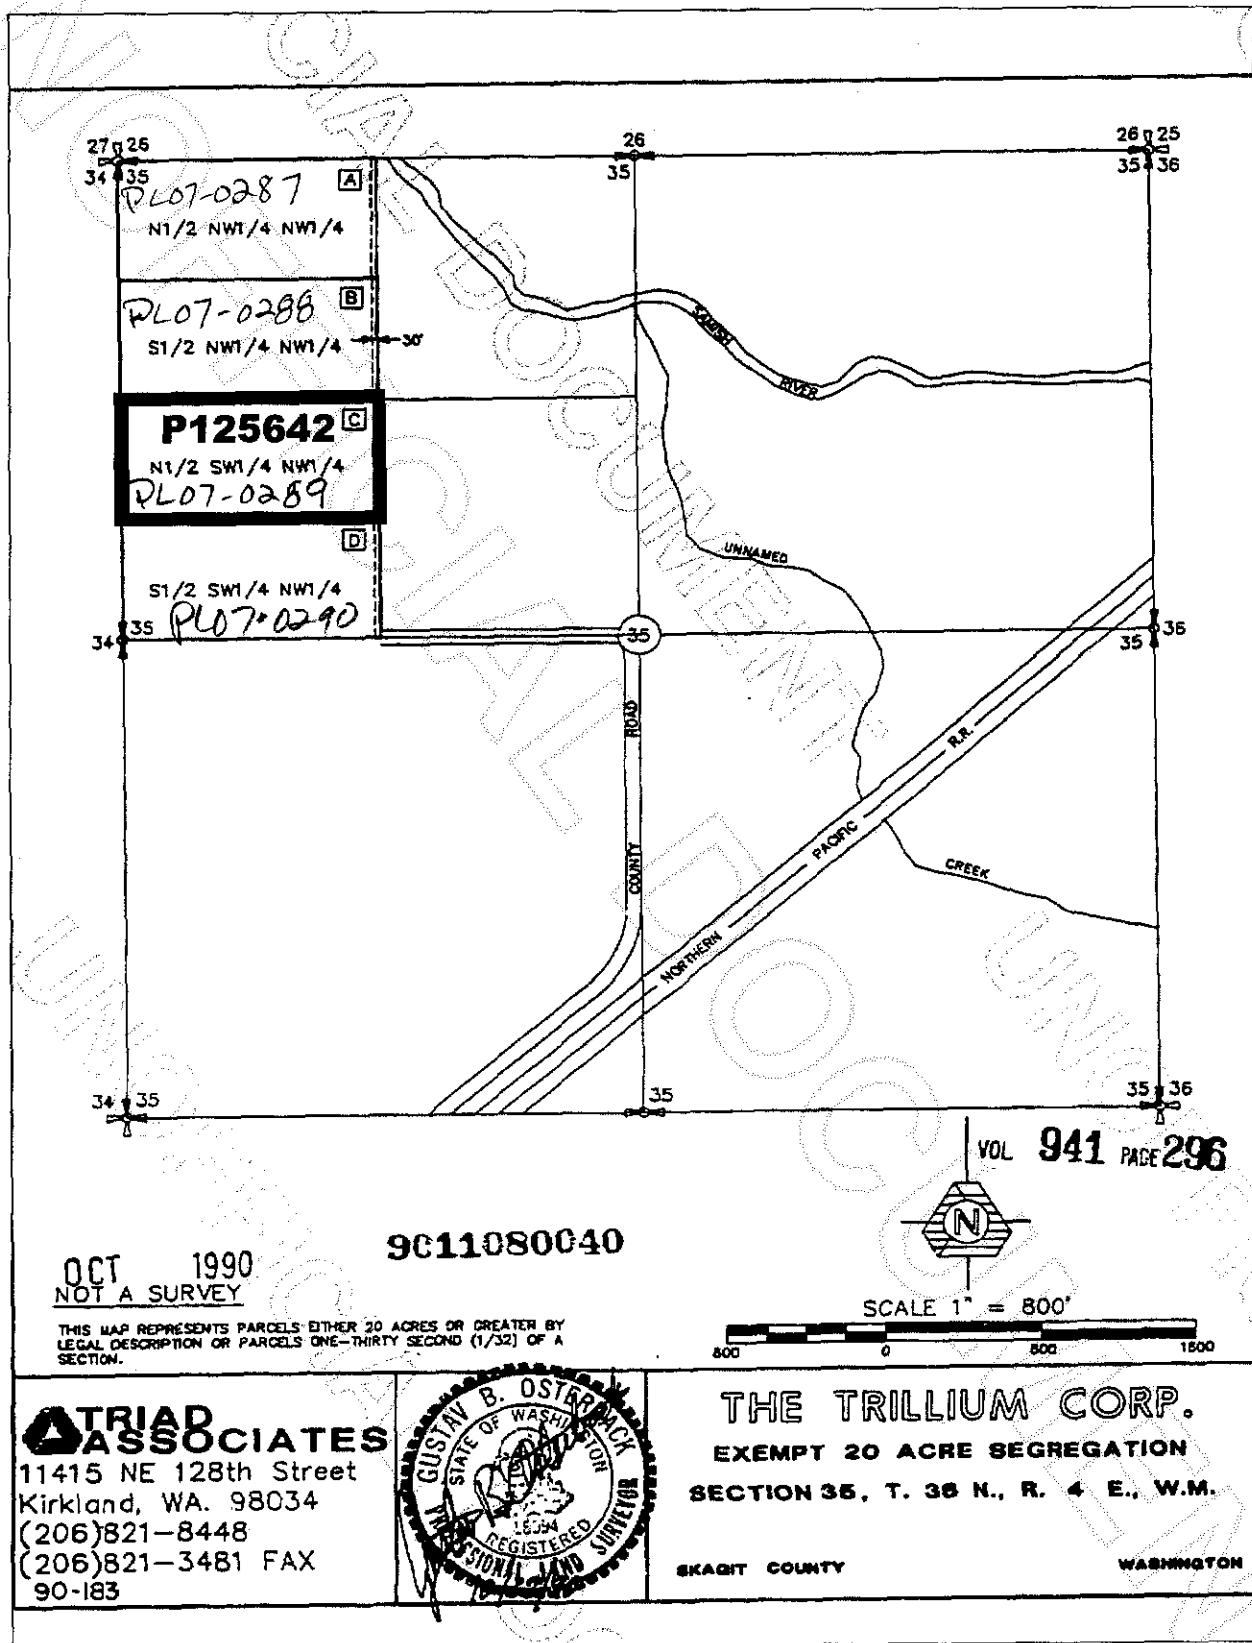 27 26
34 35
26
35
26 25
35 36
PL07-0287
A
N1/2 NW1/4 NW1/4
PL07-0288
B
S1/2 NW1/4 NW1/4
30'
SAMISH
RIVER
P125642
C
N1/2 SW1/4 NW1/4
PL07-0289
D
S1/2 SW1/4 NW1/4
PL07-0290
UNNAMED
34 35
35
36
35
ROAD
COUNTY
R.R.
PACIFIC
NORTHERN
CREEK
34 35
35
35 36
VOL 941 PAGE 296
N
9011080040
OCT 1990
NOT A SURVEY
THIS MAP REPRESENTS PARCELS EITHER 20 ACRES OR GREATER BY
LEGAL DESCRIPTION OR PARCELS ONE-THIRTY SECOND (1/32) OF A
SECTION.
SCALE 1" = 800'
800 0 800 1600
TRIAD
ASSOCIATES
11415 NE 128th Street
Kirkland, WA. 98034
(206)821-8448
(206)821-3481 FAX
90-183
GUSTAV B. OSTERBACK
STATE OF WASHINGTON
18094
REGISTERED
PROFESSIONAL LAND SURVEYOR
THE TRILLIUM CORP.
EXEMPT 20 ACRE SEGREGATION
SECTION 35, T. 36 N., R. 4 E., W.M.
SKAGIT COUNTY
WASHINGTON
UNOFFICIAL DOCUMENT